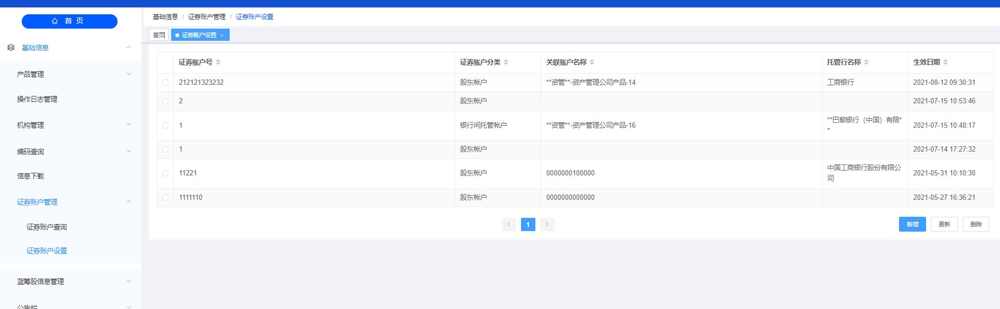 首 页
基础信息
产品管理
操作日志管理
机构管理
编码查询
信息下载
证券账户管理
证券账户查询
证券账户设置
蓝筹股信息管理
公告栏
基础信息 / 证券账户管理 / 证券账户设置
首页 证券账户设置 ×
证券账户号 证券账户分类 关联账户名称 托管行名称 生效日期
212121323232 股东帐户 **资管**-资产管理公司产品-14 工商银行 2021-08-12 09:30:31
2 股东帐户 2021-07-15 10:53:46
1 银行间托管帐户 **资管**-资产管理公司产品-16 **巴黎银行（中国）有限* 2021-07-15 10:48:17
*
1 股东帐户 2021-07-14 17:27:32
11221 股东帐户 0000000100000 中国工商银行股份有限公 2021-05-31 10:10:30
司
1111110 股东帐户 0000000000000 2021-05-27 16:36:21
< 1 >
新增 更新 删除